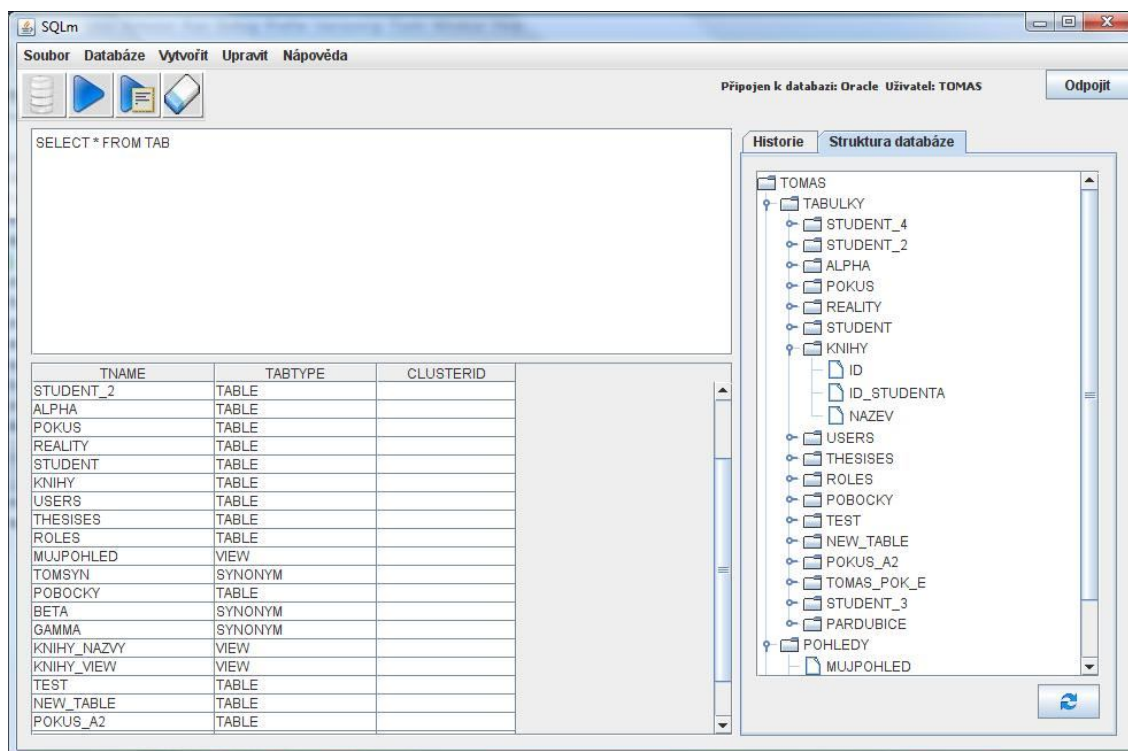 SQLm
Soubor Databáze Vytvořit Upravit Nápověda
Připojen k databazi: Oracle Uživatel: TOMAS
Odpojit
SELECT * FROM TAB
TNAME TABTYPE CLUSTERID
STUDENT_2 TABLE
ALPHA TABLE
POKUS TABLE
REALITY TABLE
STUDENT TABLE
KNIHY TABLE
USERS TABLE
THESISES TABLE
ROLES TABLE
MUJPOHLED VIEW
TOMSYN SYNONYM
POBOCKY TABLE
BETA SYNONYM
GAMMA SYNONYM
KNIHY_NAZVY VIEW
KNIHY_VIEW VIEW
TEST TABLE
NEW_TABLE TABLE
POKUS_A2 TABLE
Historie Struktura databáze
TOMAS
TABULKY
STUDENT_4
STUDENT_2
ALPHA
POKUS
REALITY
STUDENT
KNIHY
ID
ID_STUDENTA
NAZEV
USERS
THESISES
ROLES
POBOCKY
TEST
NEW_TABLE
POKUS_A2
TOMAS_POK_E
STUDENT_3
PARDUBICE
POHLEDY
MUJPOHLED